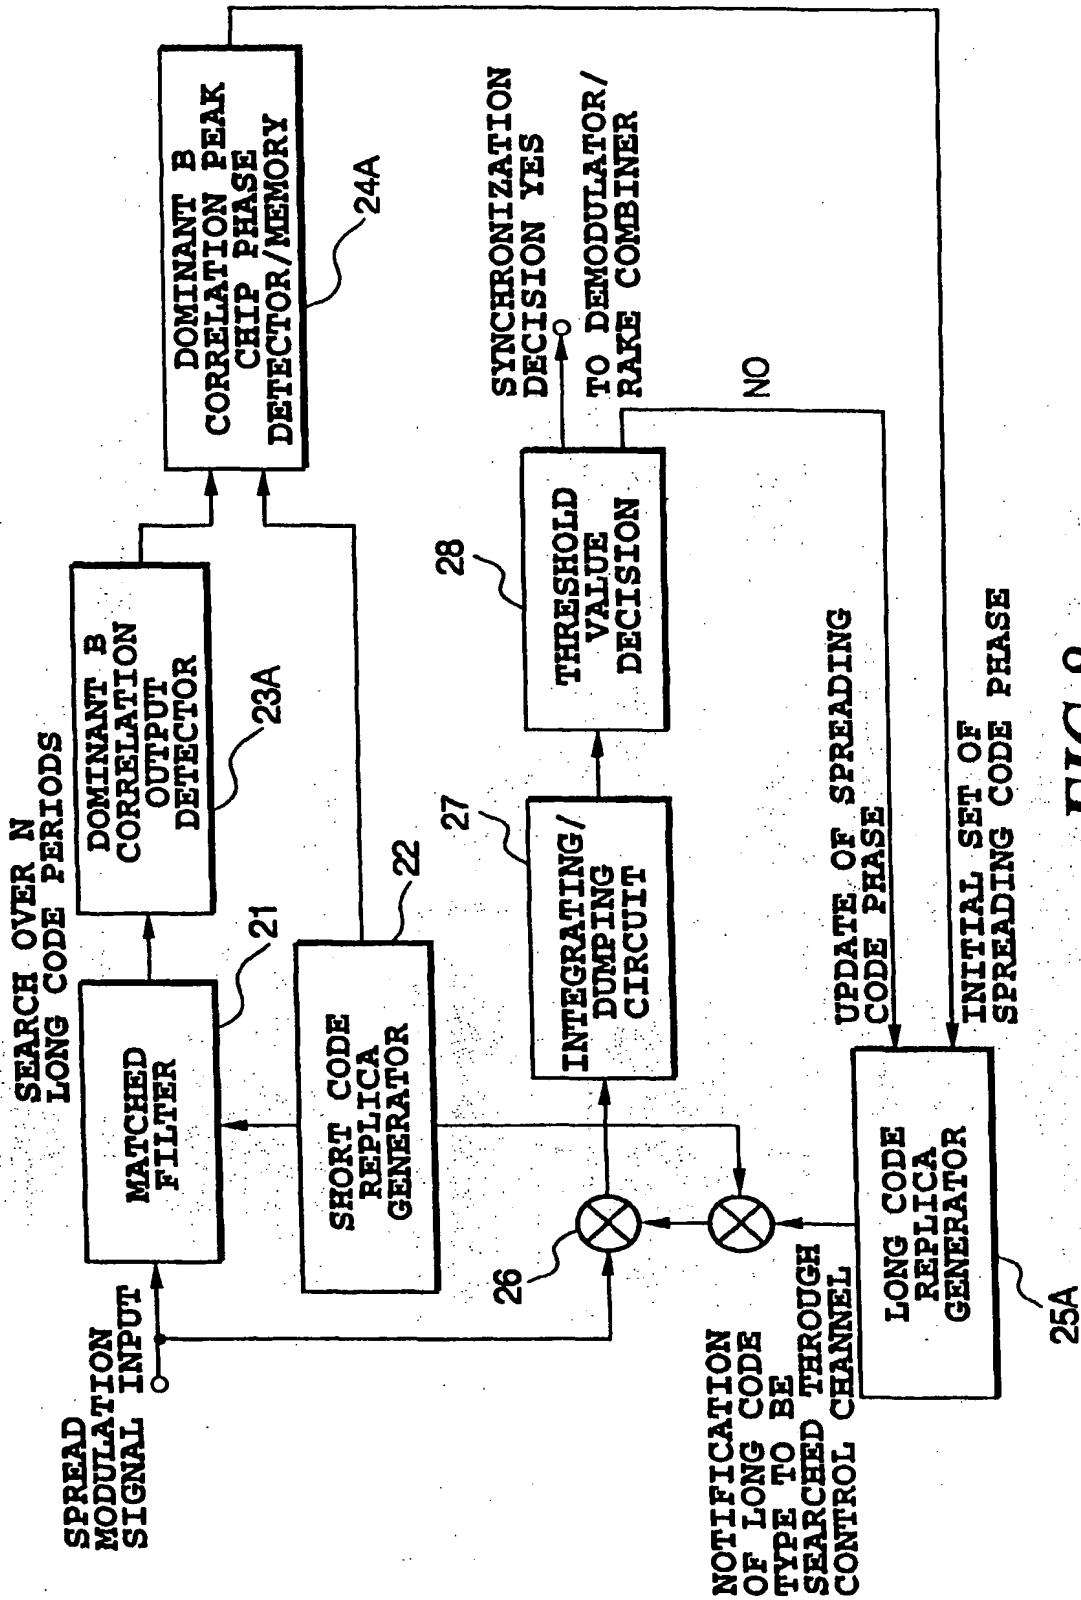 SPREAD
MODULATION
SIGNAL INPUT
SEARCH OVER N
LONG CODE PERIODS
MATCHED
FILTER
21
DOMINANT B
CORRELATION
OUTPUT
DETECTOR
23A
DOMINANT B
CORRELATION PEAK
CHIP PHASE
DETECTOR/MEMORY
24A
SHORT CODE
REPLICA
GENERATOR
22
26
INTEGRATING/
DUMPING
CIRCUIT
27
THRESHOLD
VALUE
DECISION
28
SYNCHRONIZATION
DECISION YES
TO DEMODULATOR/
RAKE COMBINER
NO
NOTIFICATION
OF LONG CODE
TYPE TO BE
SEARCHED THROUGH
CONTROL CHANNEL
LONG CODE
REPLICA
GENERATOR
25A
UPDATE OF SPREADING
CODE PHASE
INITIAL SET OF
SPREADING CODE PHASE